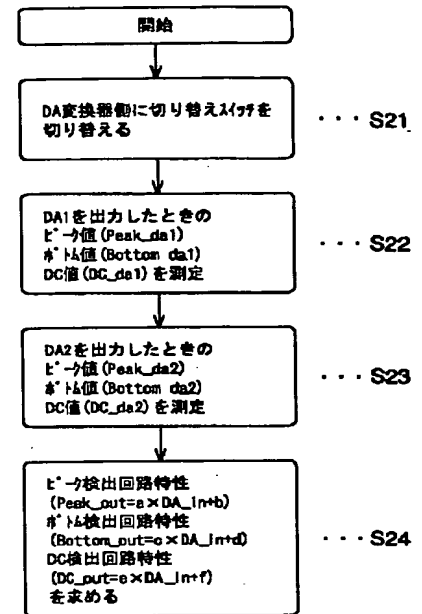 開始
DA変換器側に切り替えスイッチを
切り替える
・・・S21
DA1を出力したときの
ピーク値(Peak_da1)
ボトム値(Bottom da1)
DC値(DC_da1)を測定
・・・S22
DA2を出力したときの
ピーク値(Peak_da2)
ボトム値(Bottom da2)
DC値(DC_da2)を測定
・・・S23
ピーク検出回路特性
(Peak_out=a×DA_in+b)
ボトム検出回路特性
(Bottom_out=c×DA_in+d)
DC検出回路特性
(DC_out=e×DA_in+f)
を求める
・・・S24